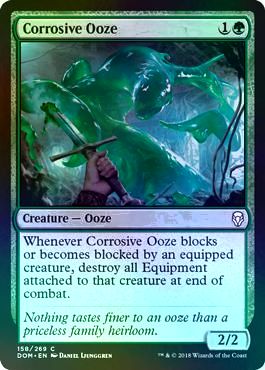 Corrosive Ooze 1
Creature — Ooze
Whenever Corrosive Ooze blocks
or becomes blocked by an equipped
creature, destroy all Equipment
attached to that creature at end of
combat.
Nothing tastes finer to an ooze than a
priceless family heirloom.
2/2
158/269 C
DOM • EN Daniel Ljunggren
™ & © 2018 Wizards of the Coast